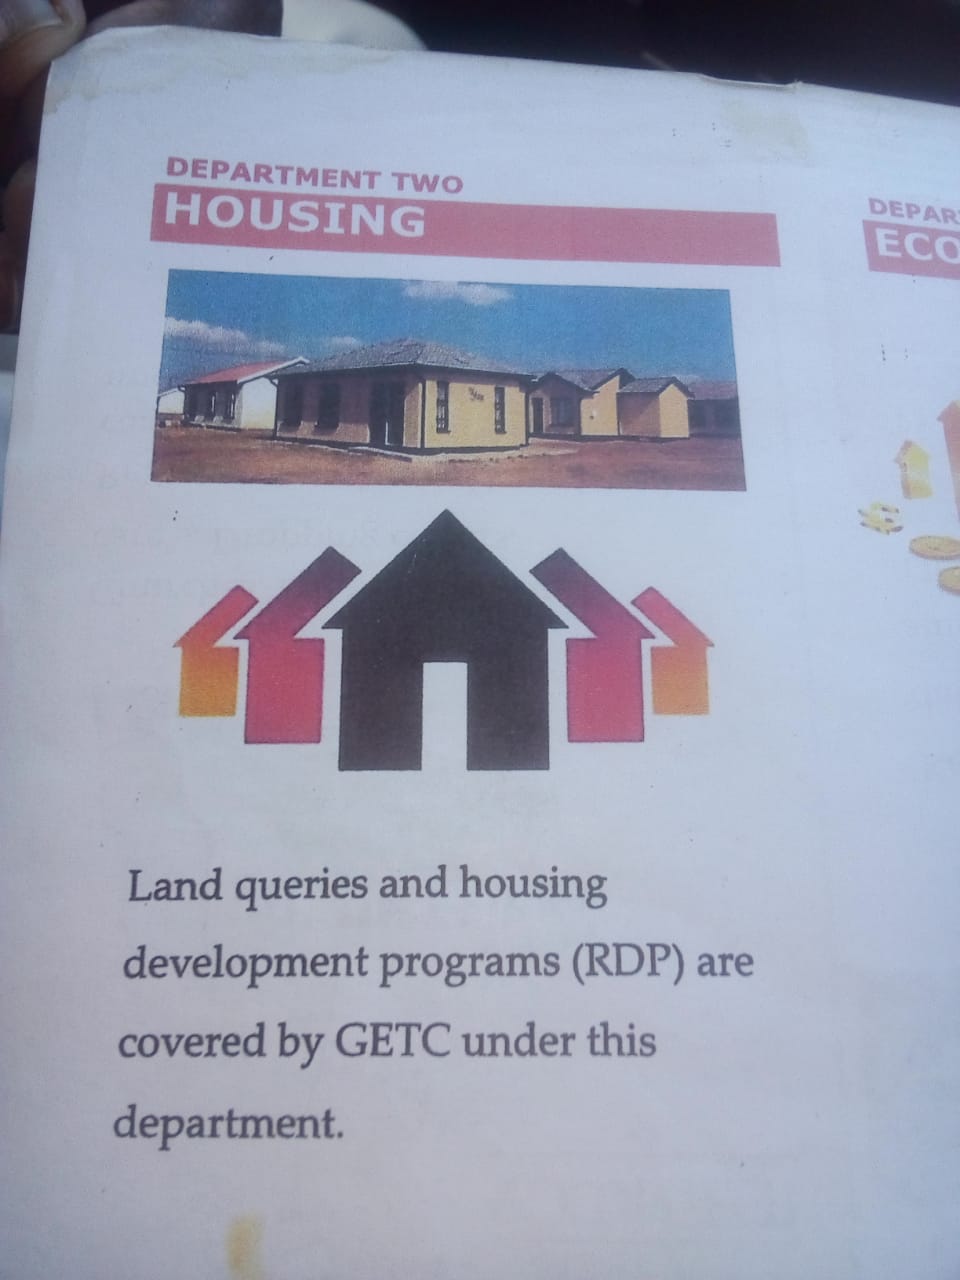 DEPARTMENT TWO
HOUSING
Land queries and housing
development programs (RDP) are
covered by GETC under this
department.
DEPAR
ECO